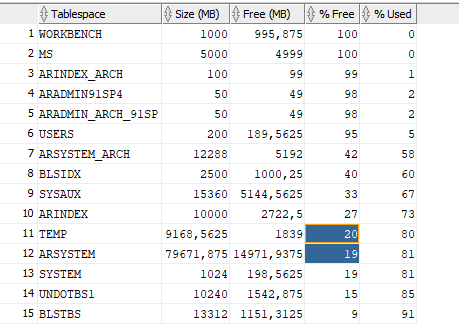 Tablespace Size (MB) Free (MB) % Free % Used
1 WORKBENCH 1000 995,875 100 0
2 MS 5000 4999 100 0
3 ARINDEX_ARCH 100 99 99 1
4 ARADMIN91SP4 50 49 98 2
5 ARADMIN_ARCH_91SP 50 49 98 2
6 USERS 200 189,5625 95 5
7 ARSYSTEM_ARCH 12288 5192 42 58
8 BLSIDX 2500 1000,25 40 60
9 SYSAUX 15360 5144,5625 33 67
10 ARINDEX 10000 2722,5 27 73
11 TEMP 9168,5625 1839 20 80
12 ARSYSTEM 79671,875 14971,9375 19 81
13 SYSTEM 1024 198,5625 19 81
14 UNDOTBS1 10240 1542,875 15 85
15 BLSTBS 13312 1151,3125 9 91